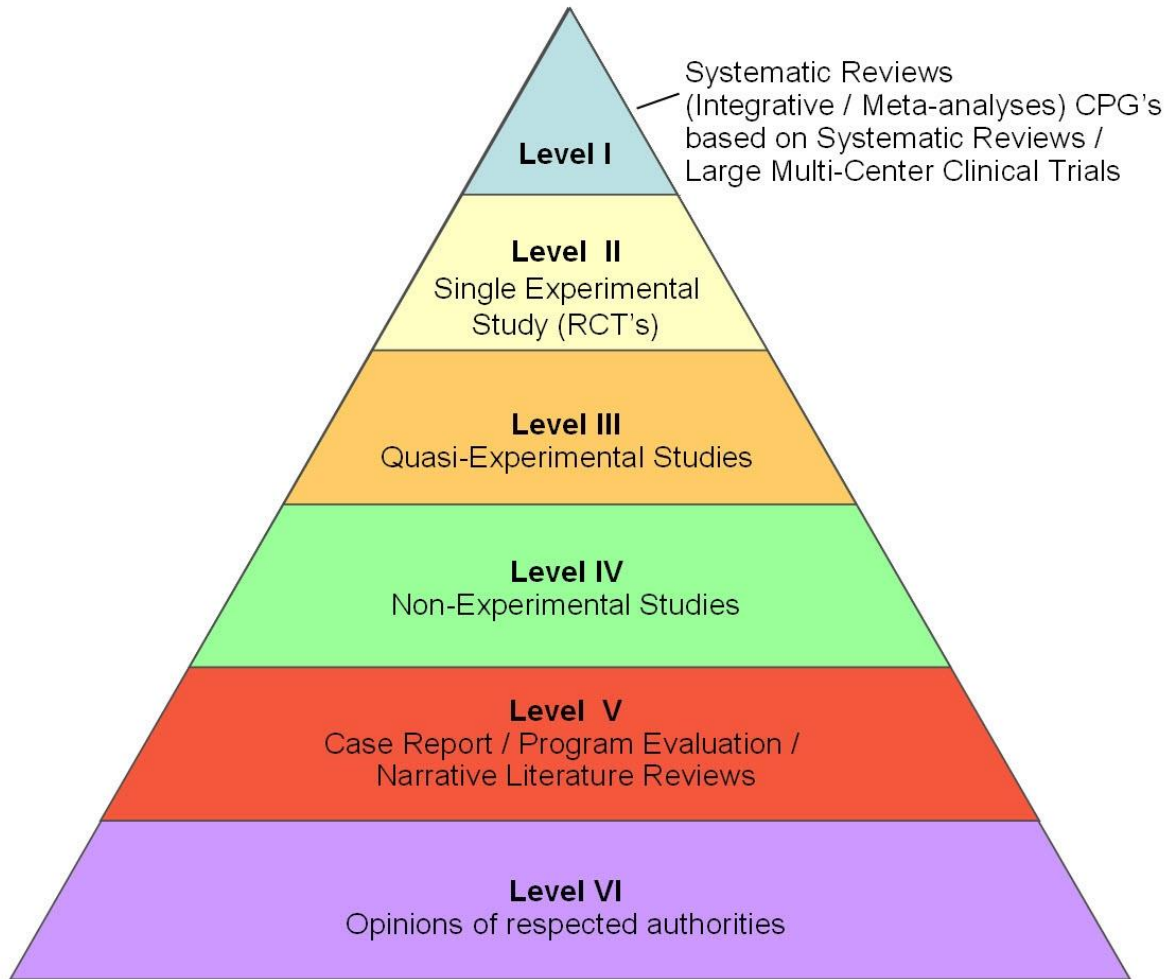 Systematic Reviews
(Integrative / Meta-analyses) CPG's
based on Systematic Reviews /
Large Multi-Center Clinical Trials
Level I
Level  II
Single Experimental
Study (RCT's)
Level III
Quasi-Experimental Studies
Level IV
Non-Experimental Studies
Level  V
Case Report / Program Evaluation /
Narrative Literature Reviews
Level VI
Opinions of respected authorities